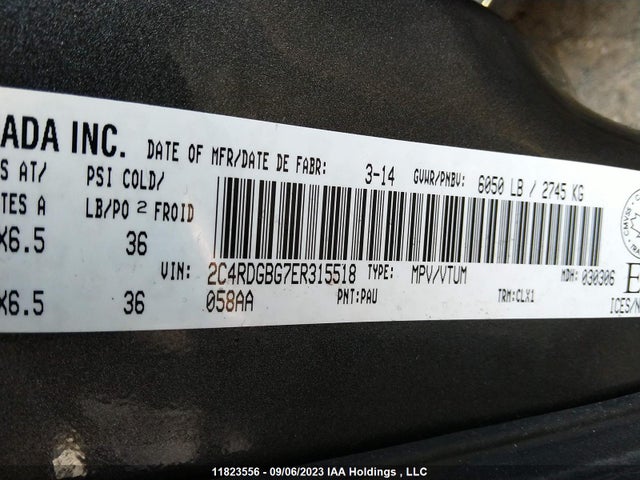 ADA INC. DATE OF MFR/DATE DE FABR: 3-14 GVWR/PNBV: 6050 LB / 2745 KG
S AT/ PSI COLD/
TES A LB/PO 2 FROID
X6.5 36
VIN: 2C4RDGBG7ER315518 TYPE: MPV/VTUM MDH: 030306
X6.5 36 058AA PNT:PAU TRM:CLX1 ICES/N
11823556 - 09/06/2023 IAA Holdings , LLC